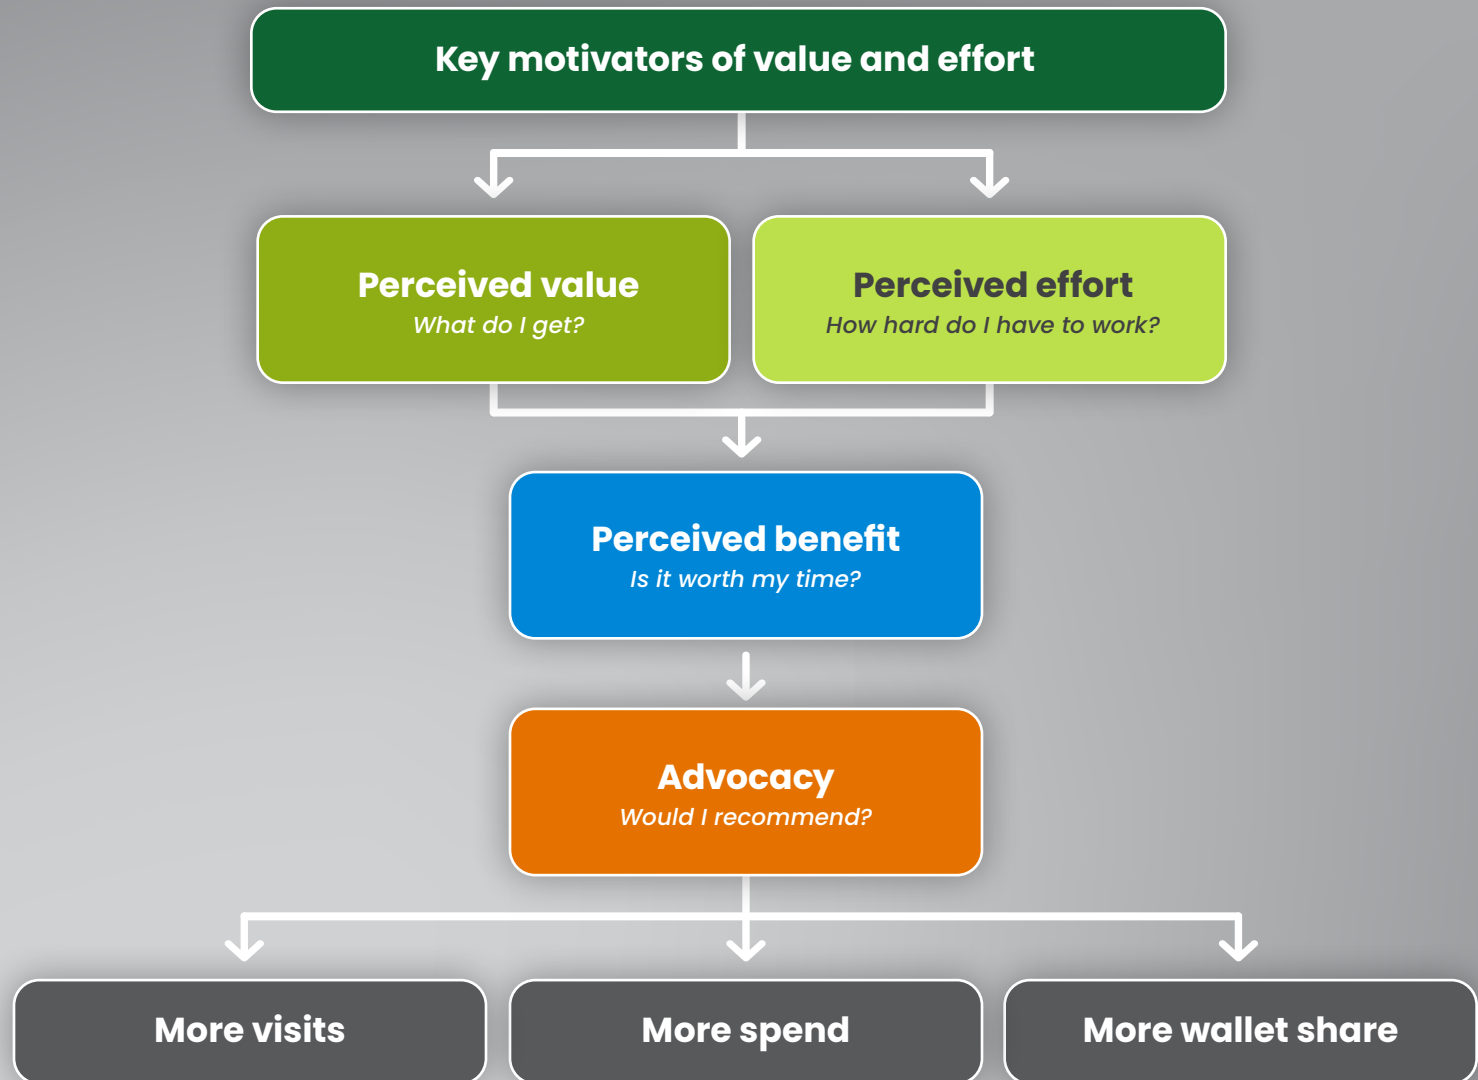 Key motivators of value and effort
Perceived value
What do I get?
Perceived effort
How hard do I have to work?
Perceived benefit
Is it worth my time?
Advocacy
Would I recommend?
More visits
More spend
More wallet share